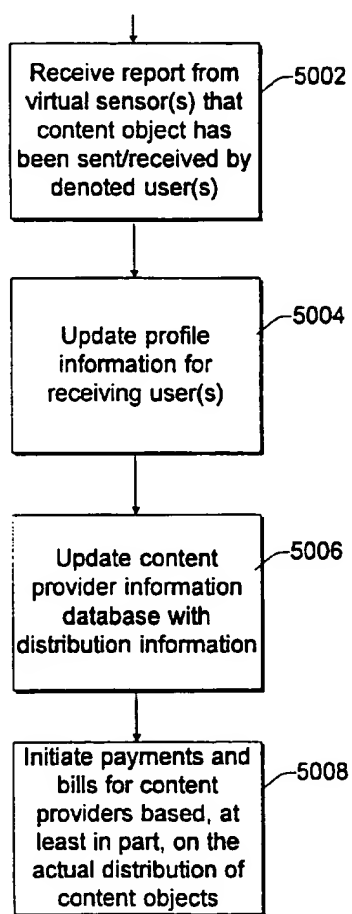 Receive report from
virtual sensor(s) that
content object has
been sent/received by
denoted user(s)
5002
Update profile
information for
receiving user(s)
5004
Update content
provider information
database with
distribution information
5006
Initiate payments and
bills for content
providers based, at
least in part, on the
actual distribution of
content objects
5008